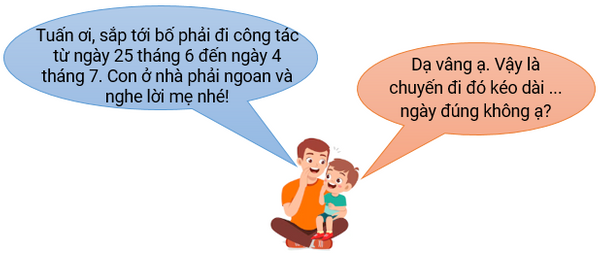 Tuấn ơi, sắp tới bố phải đi công tác
từ ngày 25 tháng 6 đến ngày 4
tháng 7. Con ở nhà phải ngoan và
nghe lời mẹ nhé!
Dạ vâng ạ. Vậy là
chuyến đi đó kéo dài ...
ngày đúng không ạ?